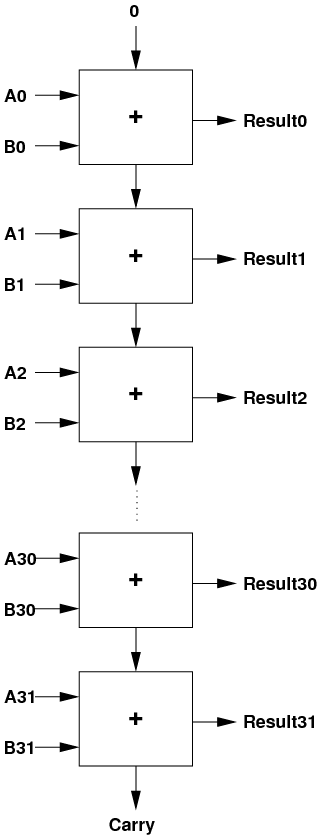 0
A0
+
B0
Result0
A1
+
B1
Result1
A2
+
B2
Result2
A30
+
B30
Result30
A31
+
B31
Result31
Carry